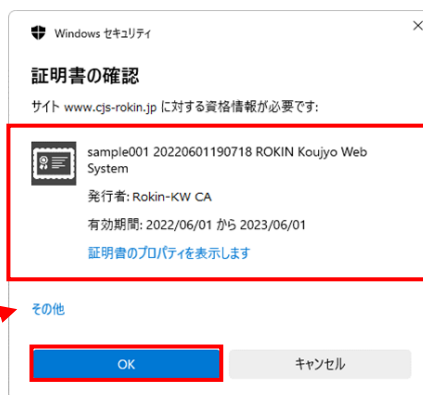 Windows セキュリティ
証明書の確認
サイト www.cjs-rokin.jp に対する資格情報が必要です:
sample001 20220601190718 ROKIN Koujyo Web
System
発行者: Rokin-KW CA
有効期間: 2022/06/01 から 2023/06/01
証明書のプロパティを表示します
その他
OK
キャンセル